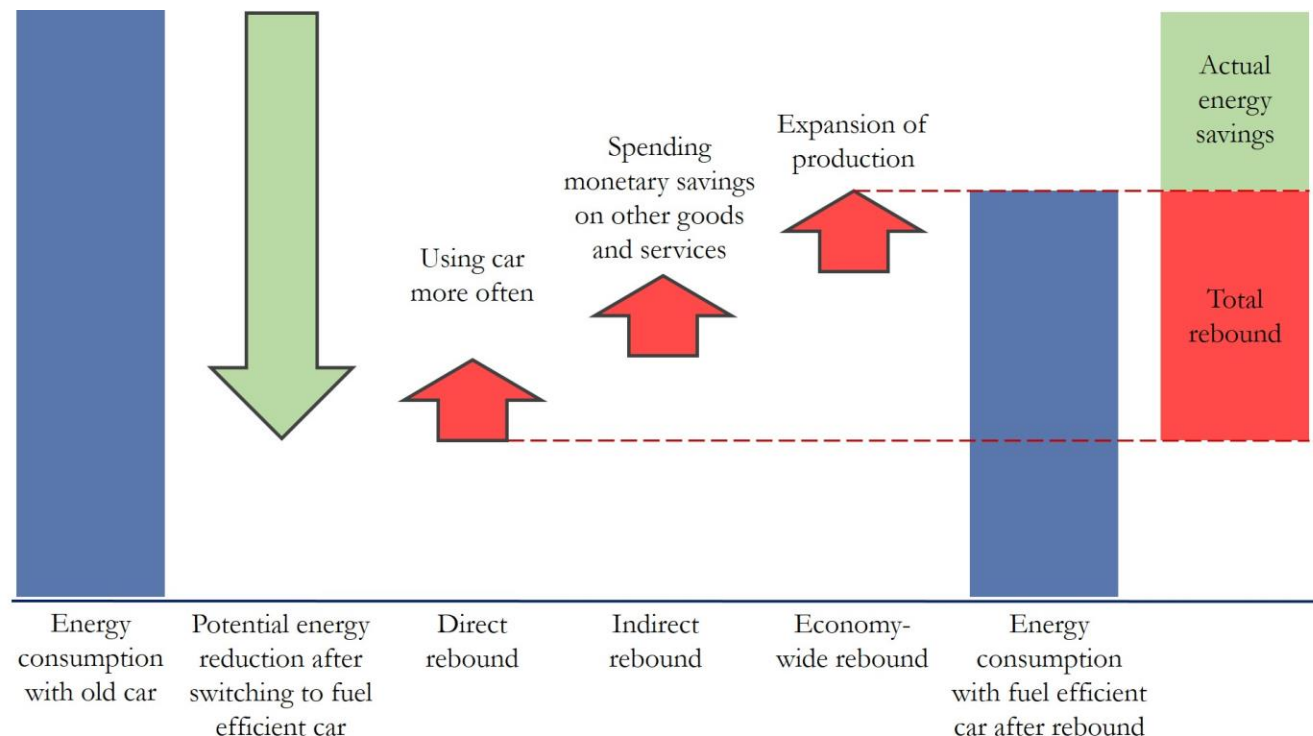 Actual
energy
savings
Expansion of
production
Spending
monetary savings
on other goods
and services
Using car
more often
Total
rebound
Energy
consumption
with old car
Potential energy
reduction after
switching to fuel
efficient car
Direct
rebound
Indirect
rebound
Economy-
wide rebound
Energy
consumption
with fuel efficient
car after rebound